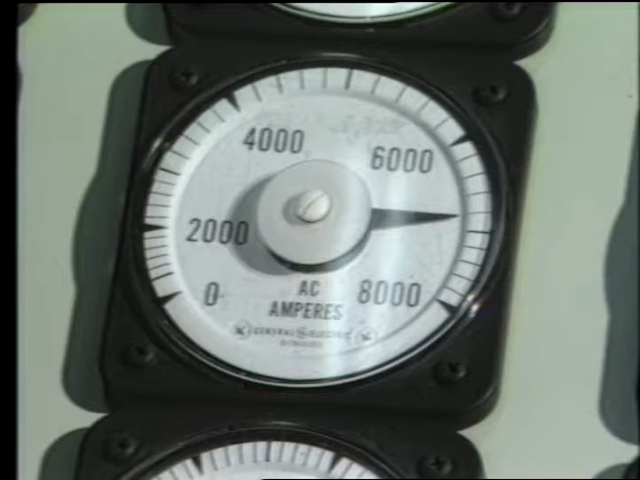 4000 6000
2000
0 8000
AC
AMPERES
GENERAL ELECTRIC